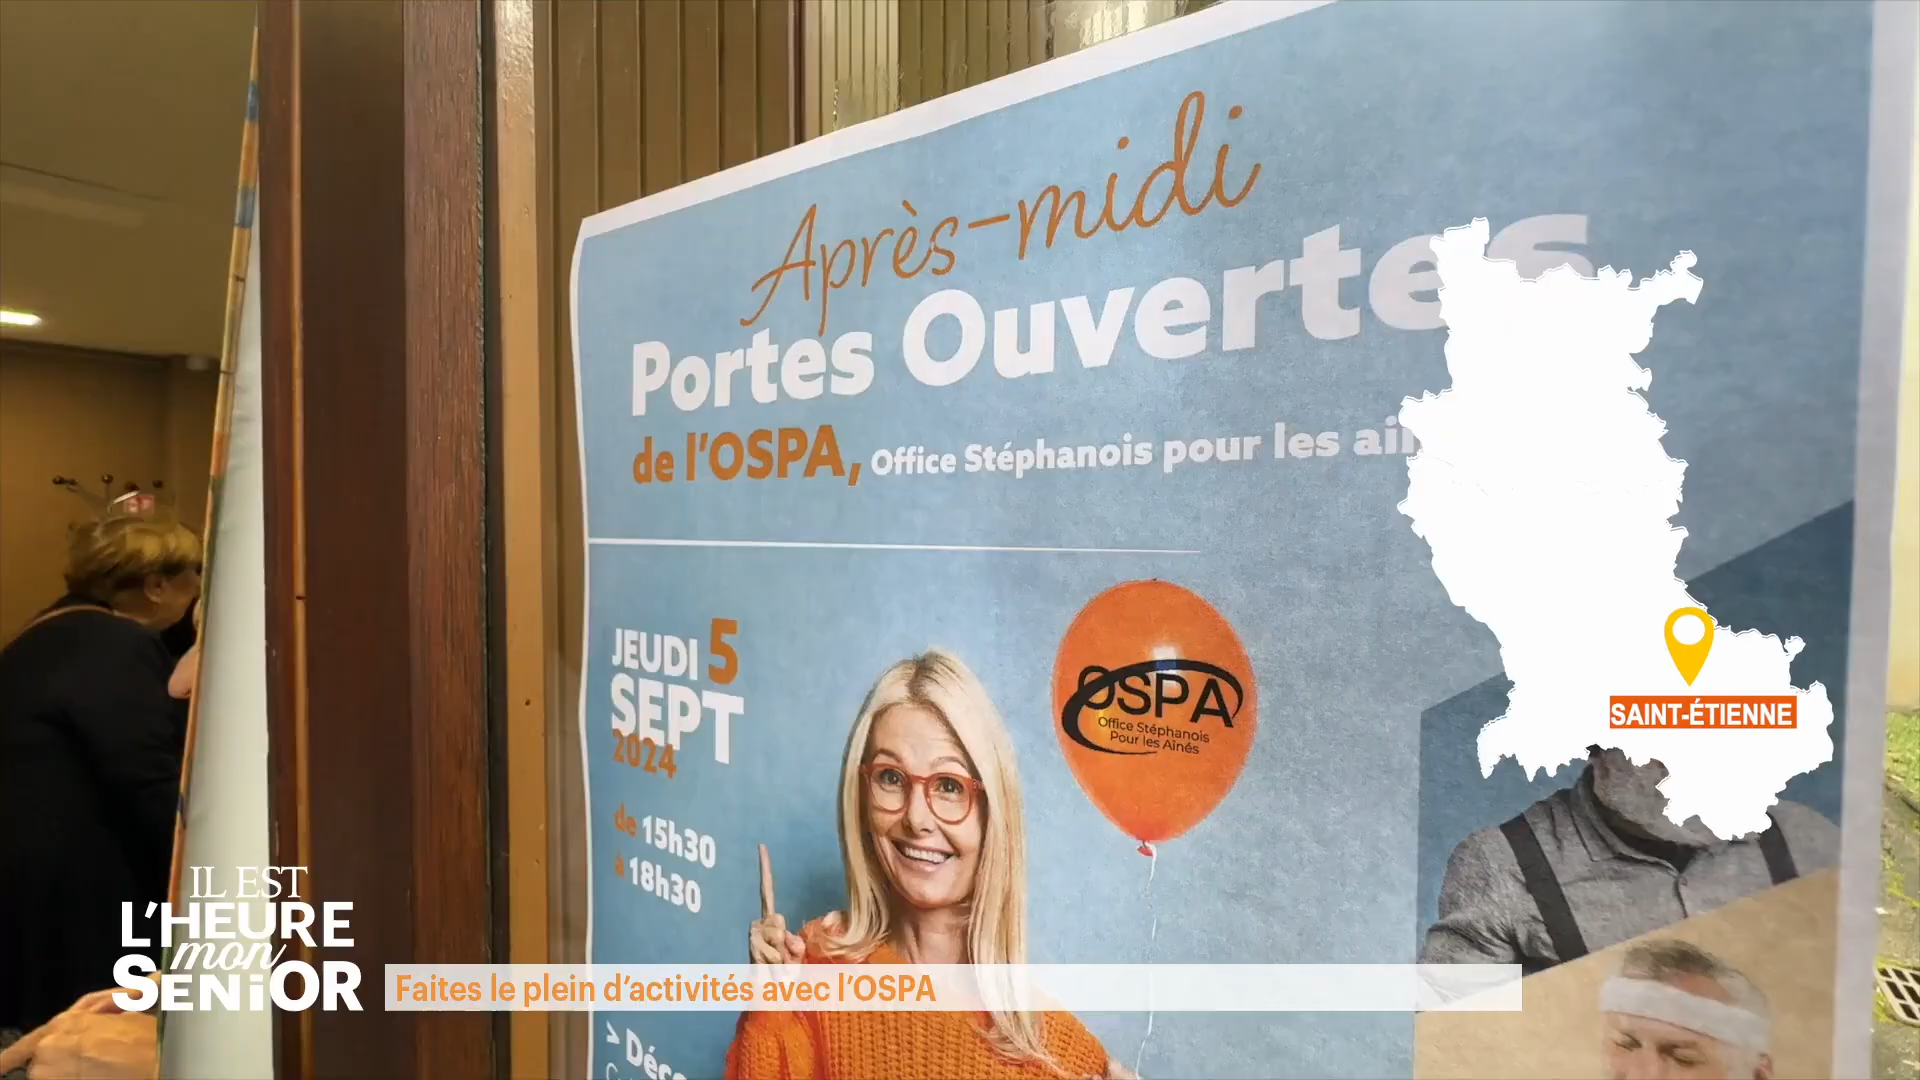 Après-midi
Portes Ouvertes
de l'OSPA, Office Stéphanois pour les
JEUDI 5
SEPT
2024
de 15h30
à 18h30
OSPA
Office Stéphanois
Pour les Aînés
SAINT-ÉTIENNE
IL EST
L'HEURE
mon
SENIOR
Faites le plein d'activités avec l'OSPA